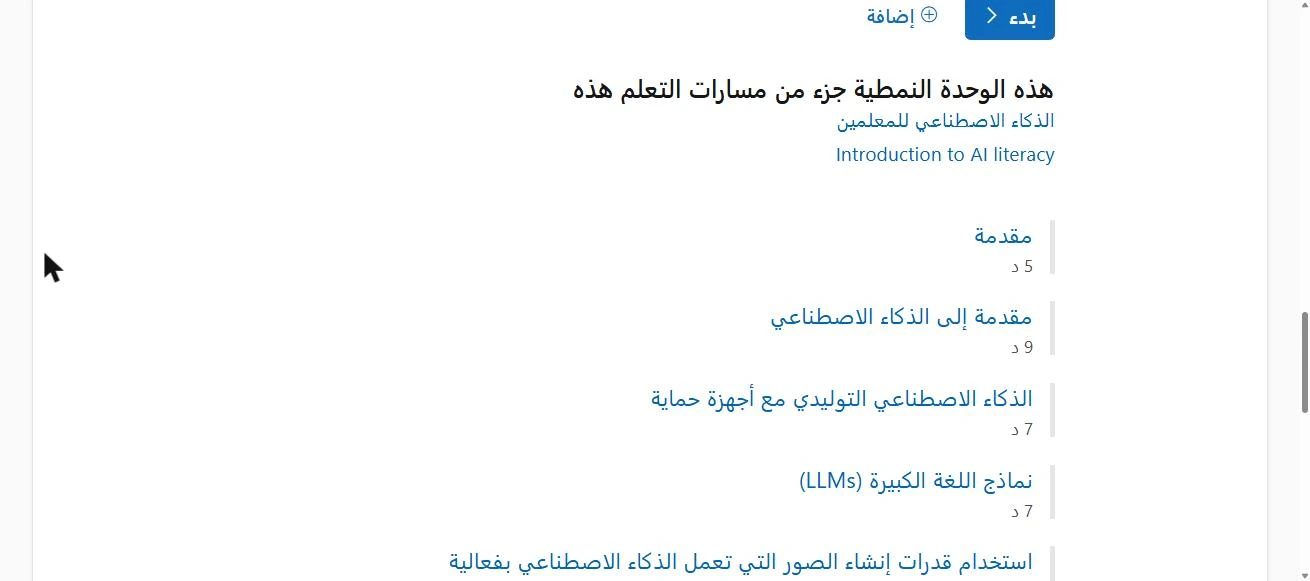 بدء
إضافة
هذه الوحدة النمطية جزء من مسارات التعلم هذه
الذكاء الاصطناعي للمعلمين
Introduction to AI literacy
مقدمة
5 د
مقدمة إلى الذكاء الاصطناعي
9 د
الذكاء الاصطناعي التوليدي مع أجهزة حماية
7 د
نماذج اللغة الكبيرة (LLMs)
7 د
استخدام قدرات إنشاء الصور التي تعمل الذكاء الاصطناعي بفعالية